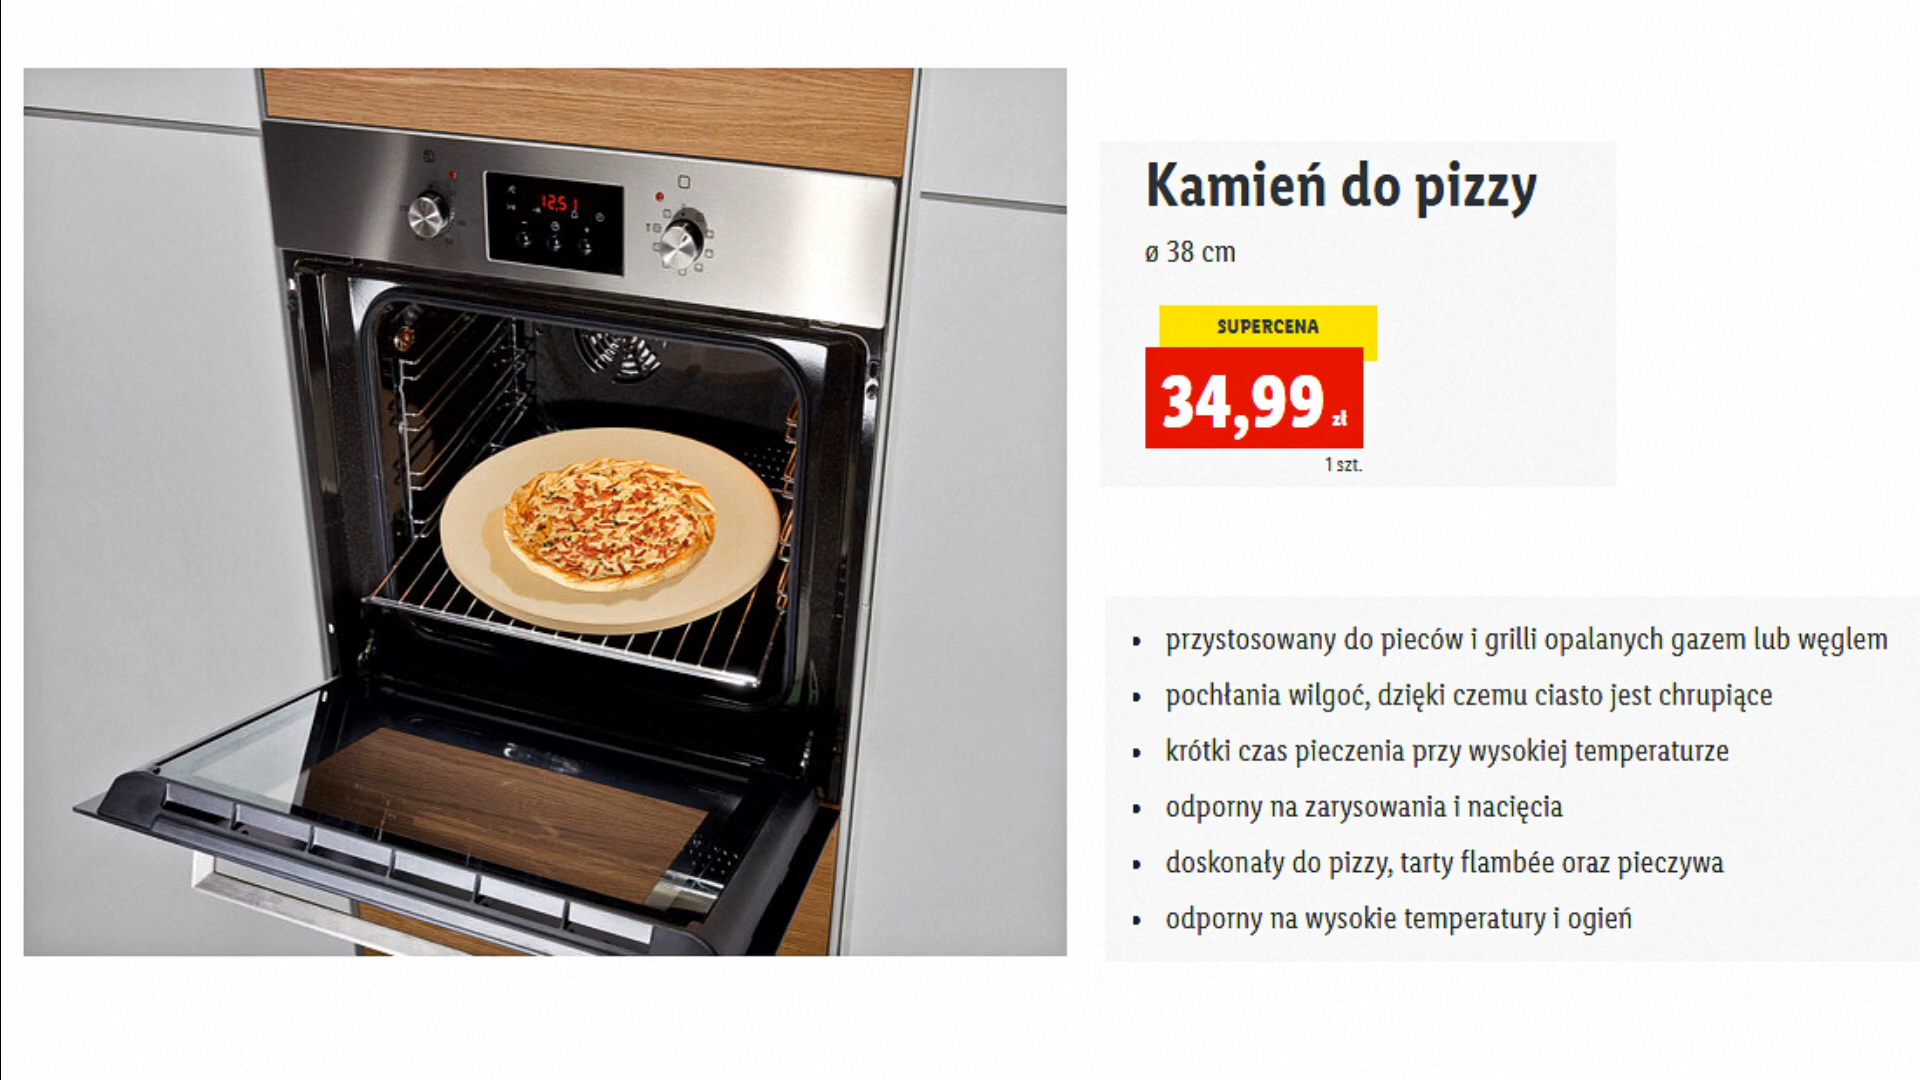 12:51
Kamień do pizzy
ø 38 cm
SUPERCENA
34,99 zł
1 szt.
przystosowany do pieców i grilli opalanych gazem lub węglem
pochłania wilgoć, dzięki czemu ciasto jest chrupiące
krótki czas pieczenia przy wysokiej temperaturze
odporny na zarysowania i nacięcia
doskonały do pizzy, tarty flambée oraz pieczywa
odporny na wysokie temperatury i ogień